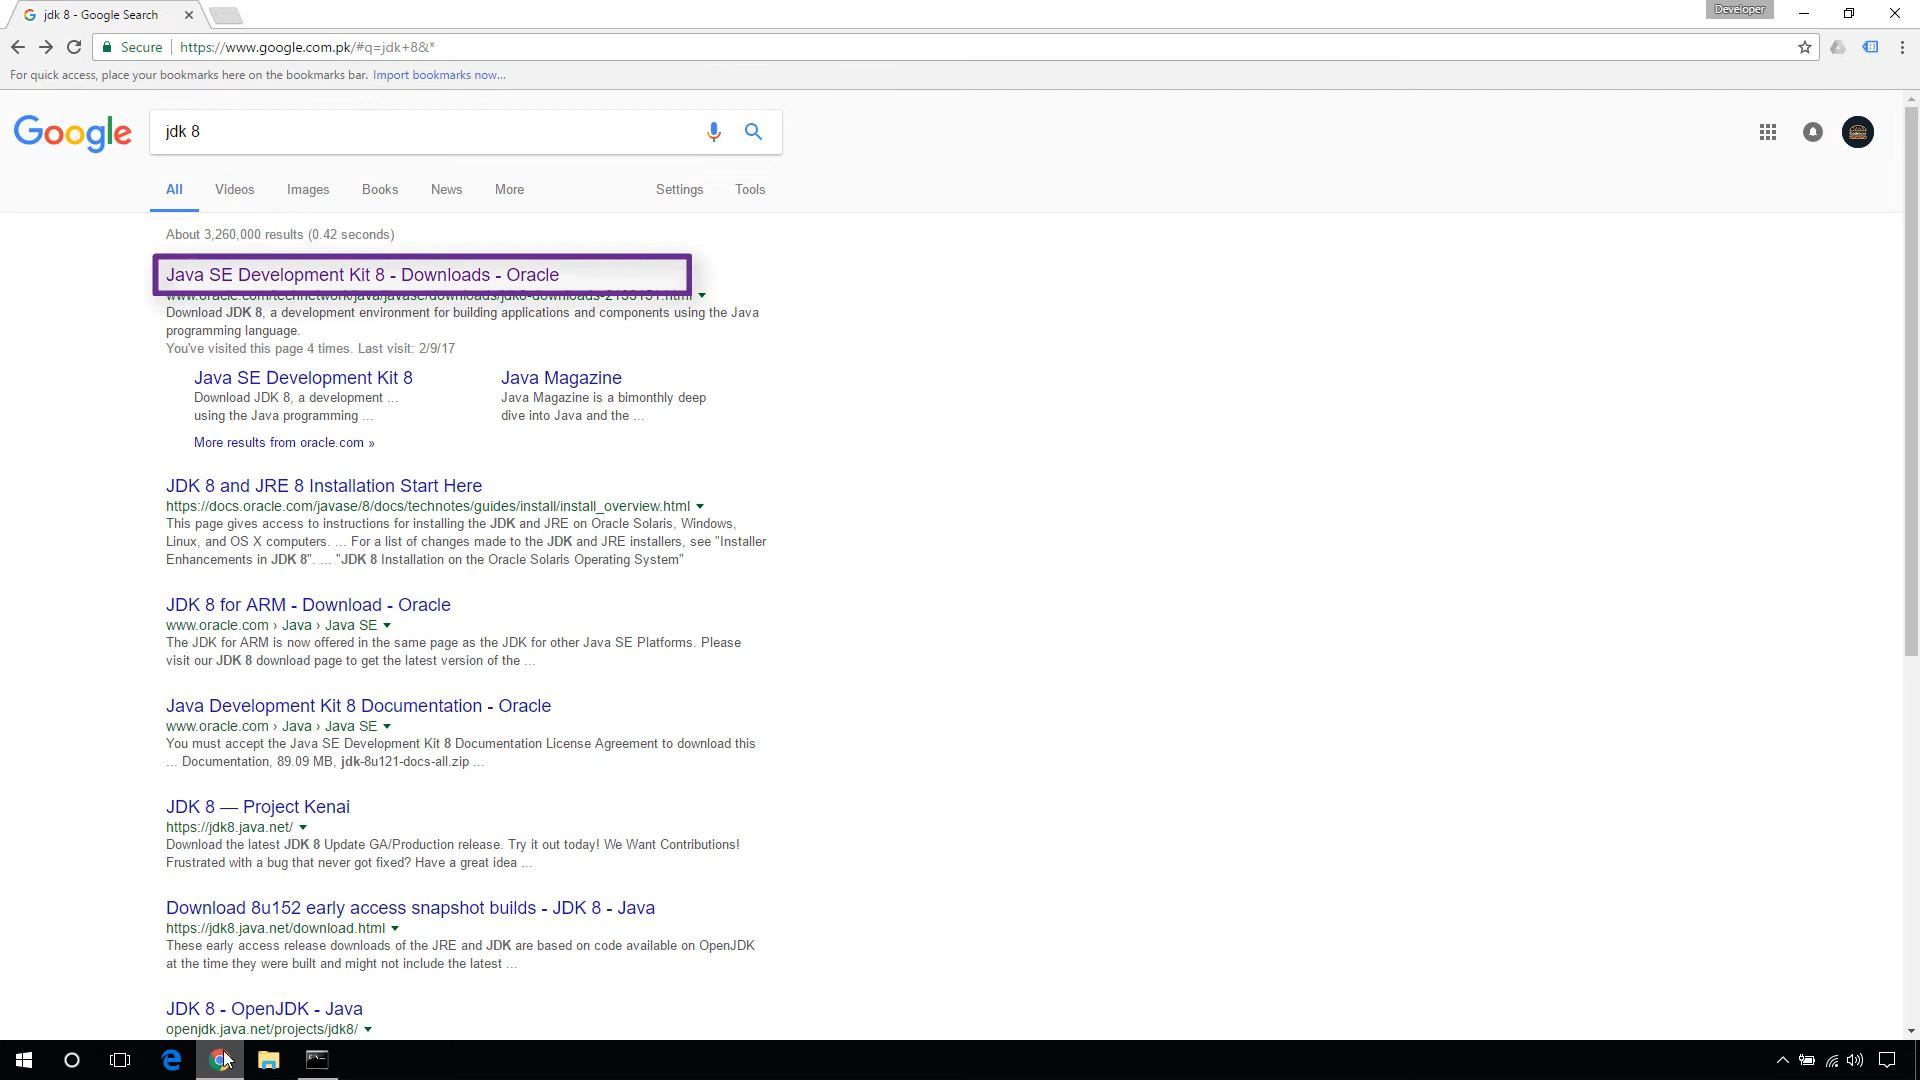 jdk 8 - Google Search
Developer
Secure
https://www.google.com.pk/#q=jdk+8&*
For quick access, place your bookmarks here on the bookmarks bar. Import bookmarks now...
Google
jdk 8
All Videos Images Books News More Settings Tools
About 3,260,000 results (0.42 seconds)
Java SE Development Kit 8 - Downloads - Oracle
www.oracle.com/technetwork/java/javase/downloads/jdk8-downloads-2133151.html
Download JDK 8, a development environment for building applications and components using the Java
programming language.
You've visited this page 4 times. Last visit: 2/9/17
Java SE Development Kit 8
Download JDK 8, a development ...
using the Java programming ...
Java Magazine
Java Magazine is a bimonthly deep
dive into Java and the ...
More results from oracle.com »
JDK 8 and JRE 8 Installation Start Here
https://docs.oracle.com/javase/8/docs/technotes/guides/install/install_overview.html
This page gives access to instructions for installing the JDK and JRE on Oracle Solaris, Windows,
Linux, and OS X computers. ... For a list of changes made to the JDK and JRE installers, see "Installer
Enhancements in JDK 8". ... "JDK 8 Installation on the Oracle Solaris Operating System"
JDK 8 for ARM - Download - Oracle
www.oracle.com › Java › Java SE
The JDK for ARM is now offered in the same page as the JDK for other Java SE Platforms. Please
visit our JDK 8 download page to get the latest version of the ...
Java Development Kit 8 Documentation - Oracle
www.oracle.com › Java › Java SE
You must accept the Java SE Development Kit 8 Documentation License Agreement to download this
... Documentation, 89.09 MB, jdk-8u121-docs-all.zip ...
JDK 8 — Project Kenai
https://jdk8.java.net/
Download the latest JDK 8 Update GA/Production release. Try it out today! We Want Contributions!
Frustrated with a bug that never got fixed? Have a great idea ...
Download 8u152 early access snapshot builds - JDK 8 - Java
https://jdk8.java.net/download.html
These early access release downloads of the JRE and JDK are based on code available on OpenJDK
at the time they were built and might not include the latest ...
JDK 8 - OpenJDK - Java
openjdk.java.net/projects/jdk8/